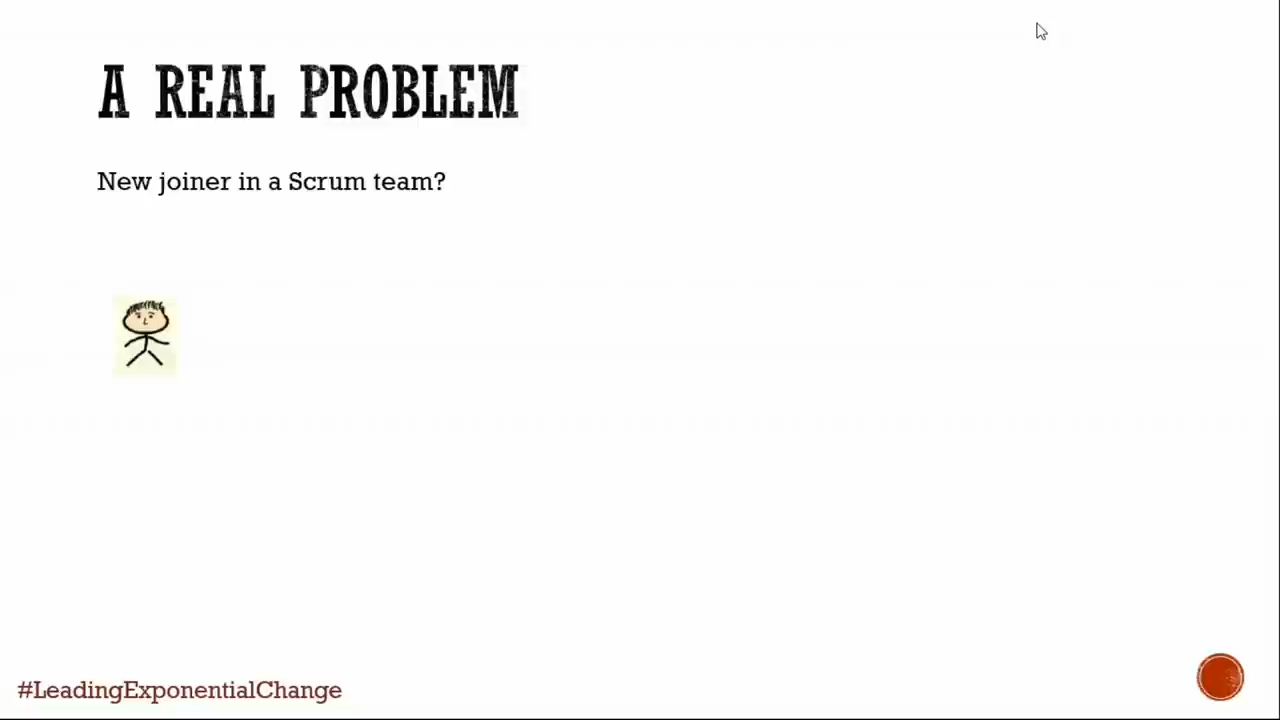 A REAL PROBLEM
New joiner in a Scrum team?
#LeadingExponentialChange